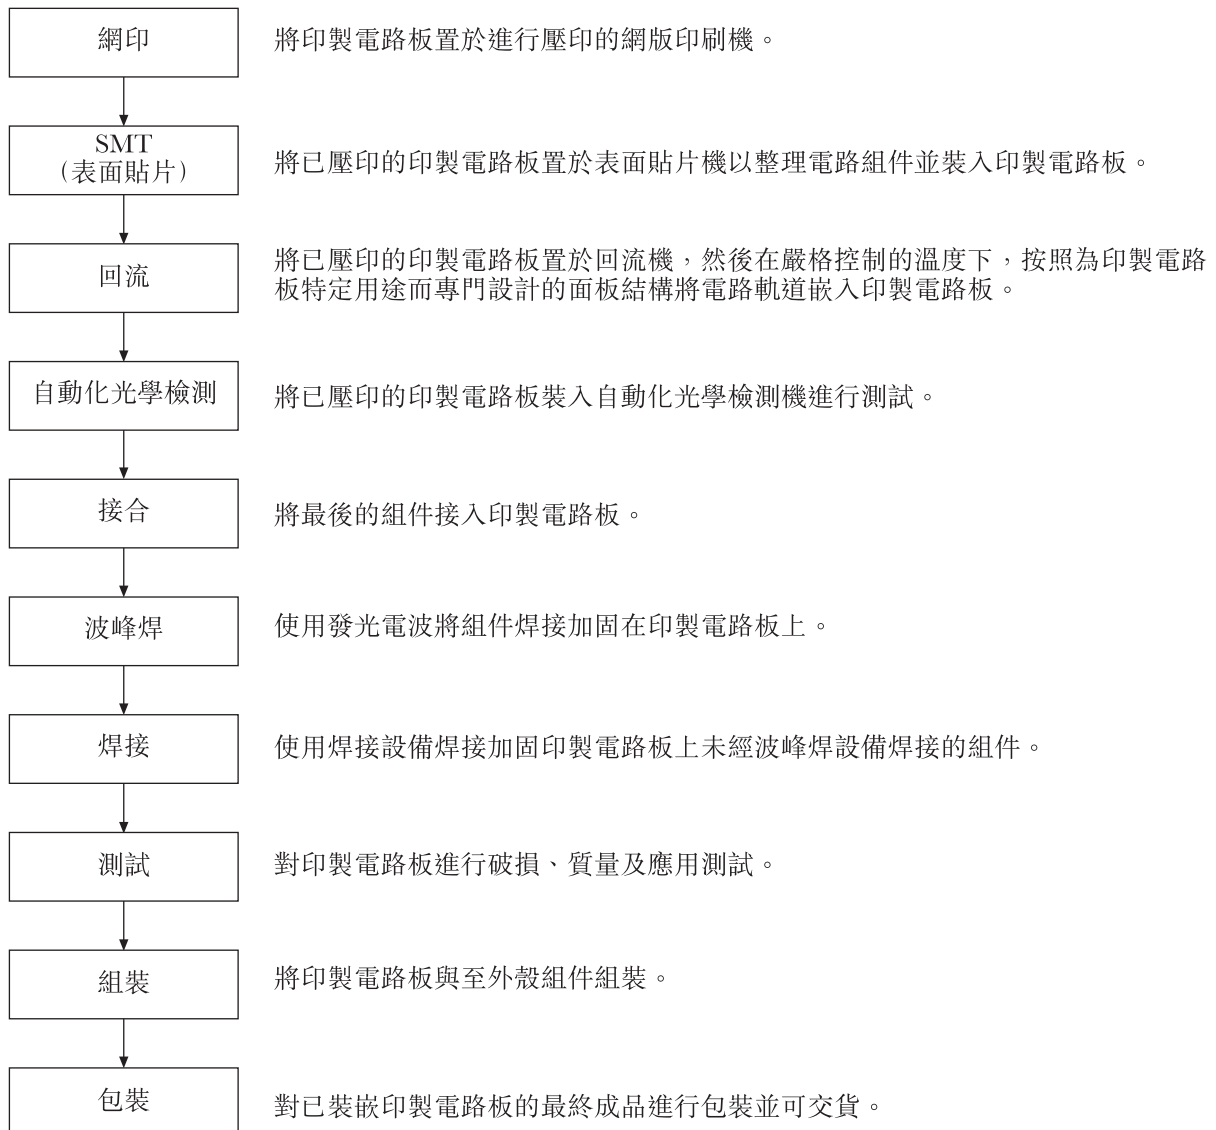 網印
將印製電路板置於進行壓印的網版印刷機。
SMT
（表面貼片）
將已壓印的印製電路板置於表面貼片機以整理電路組件並裝入印製電路板。
回流
將已壓印的印製電路板置於回流機，然後在嚴格控制的溫度下，按照為印製電路
板特定用途而專門設計的面板結構將電路軌道嵌入印製電路板。
自動化光學檢測
將已壓印的印製電路板裝入自動化光學檢測機進行測試。
接合
將最後的組件接入印製電路板。
波峰焊
使用發光電波將組件焊接加固在印製電路板上。
焊接
使用焊接設備焊接加固印製電路板上未經波峰焊設備焊接的組件。
測試
對印製電路板進行破損、質量及應用測試。
組裝
將印製電路板與至外殼組件組裝。
包裝
對已裝嵌印製電路板的最終成品進行包裝並可交貨。